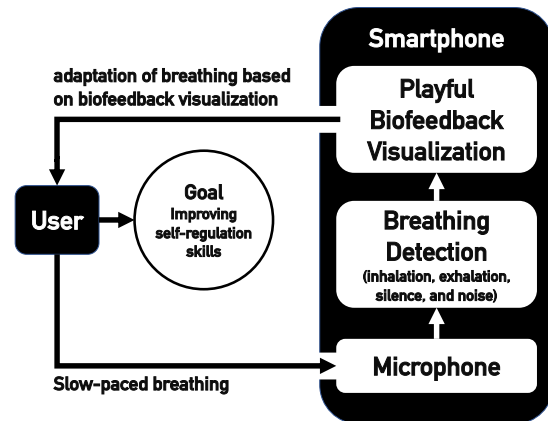 Smartphone
adaptation of breathing based
on biofeedback visualization
Playful
Biofeedback
Visualization
User
Goal
Improving
self-regulation
skills
Breathing
Detection
(inhalation, exhalation,
silence, and noise)
Microphone
Slow-paced breathing